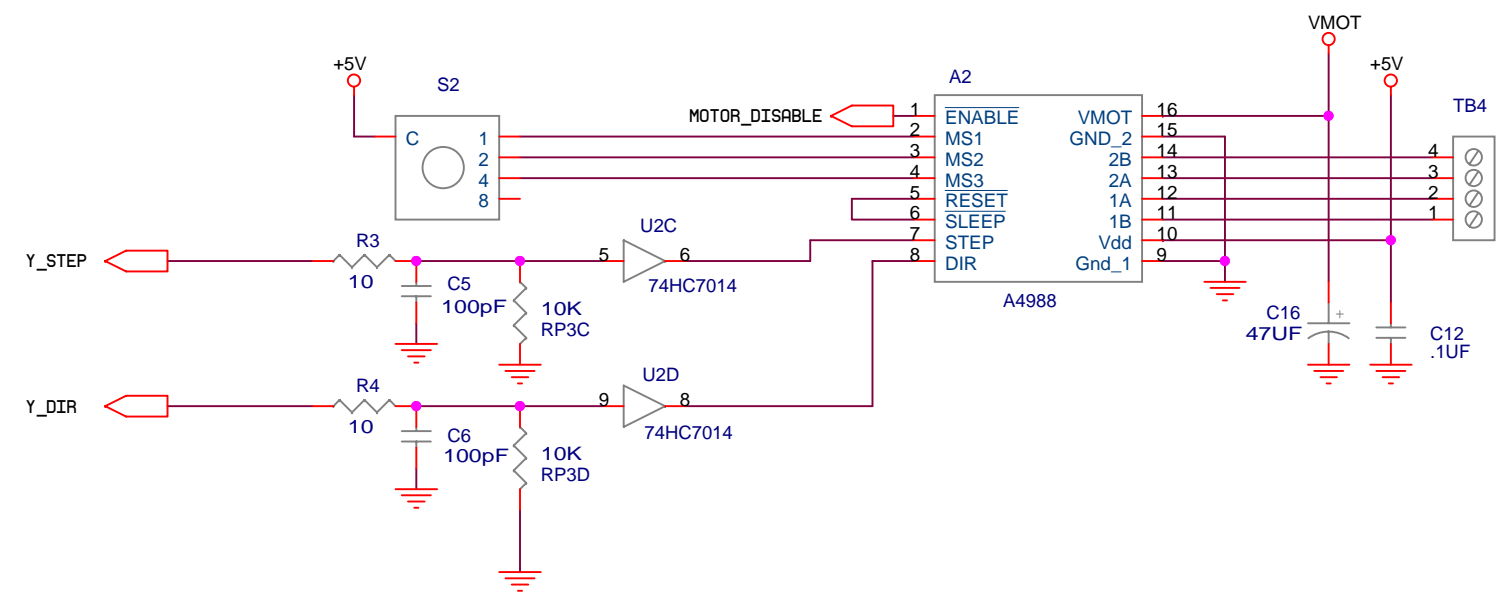 VMOT
+5V
S2
A2
+5V
TB4
MOTOR_DISABLE
C
1
2
4
8
1
2
3
4
5
6
7
8
ENABLE
MS1
MS2
MS3
RESET
SLEEP
STEP
DIR
VMOT
GND_2
2B
2A
1A
1B
Vdd
Gnd_1
16
15
14
13
12
11
10
9
4
3
2
1
A4988
Y_STEP
R3
10
C5
100pF
10K
RP3C
5
U2C
6
74HC7014
C16
47UF
+
C12
.1UF
Y_DIR
R4
10
C6
100pF
10K
RP3D
9
U2D
8
74HC7014